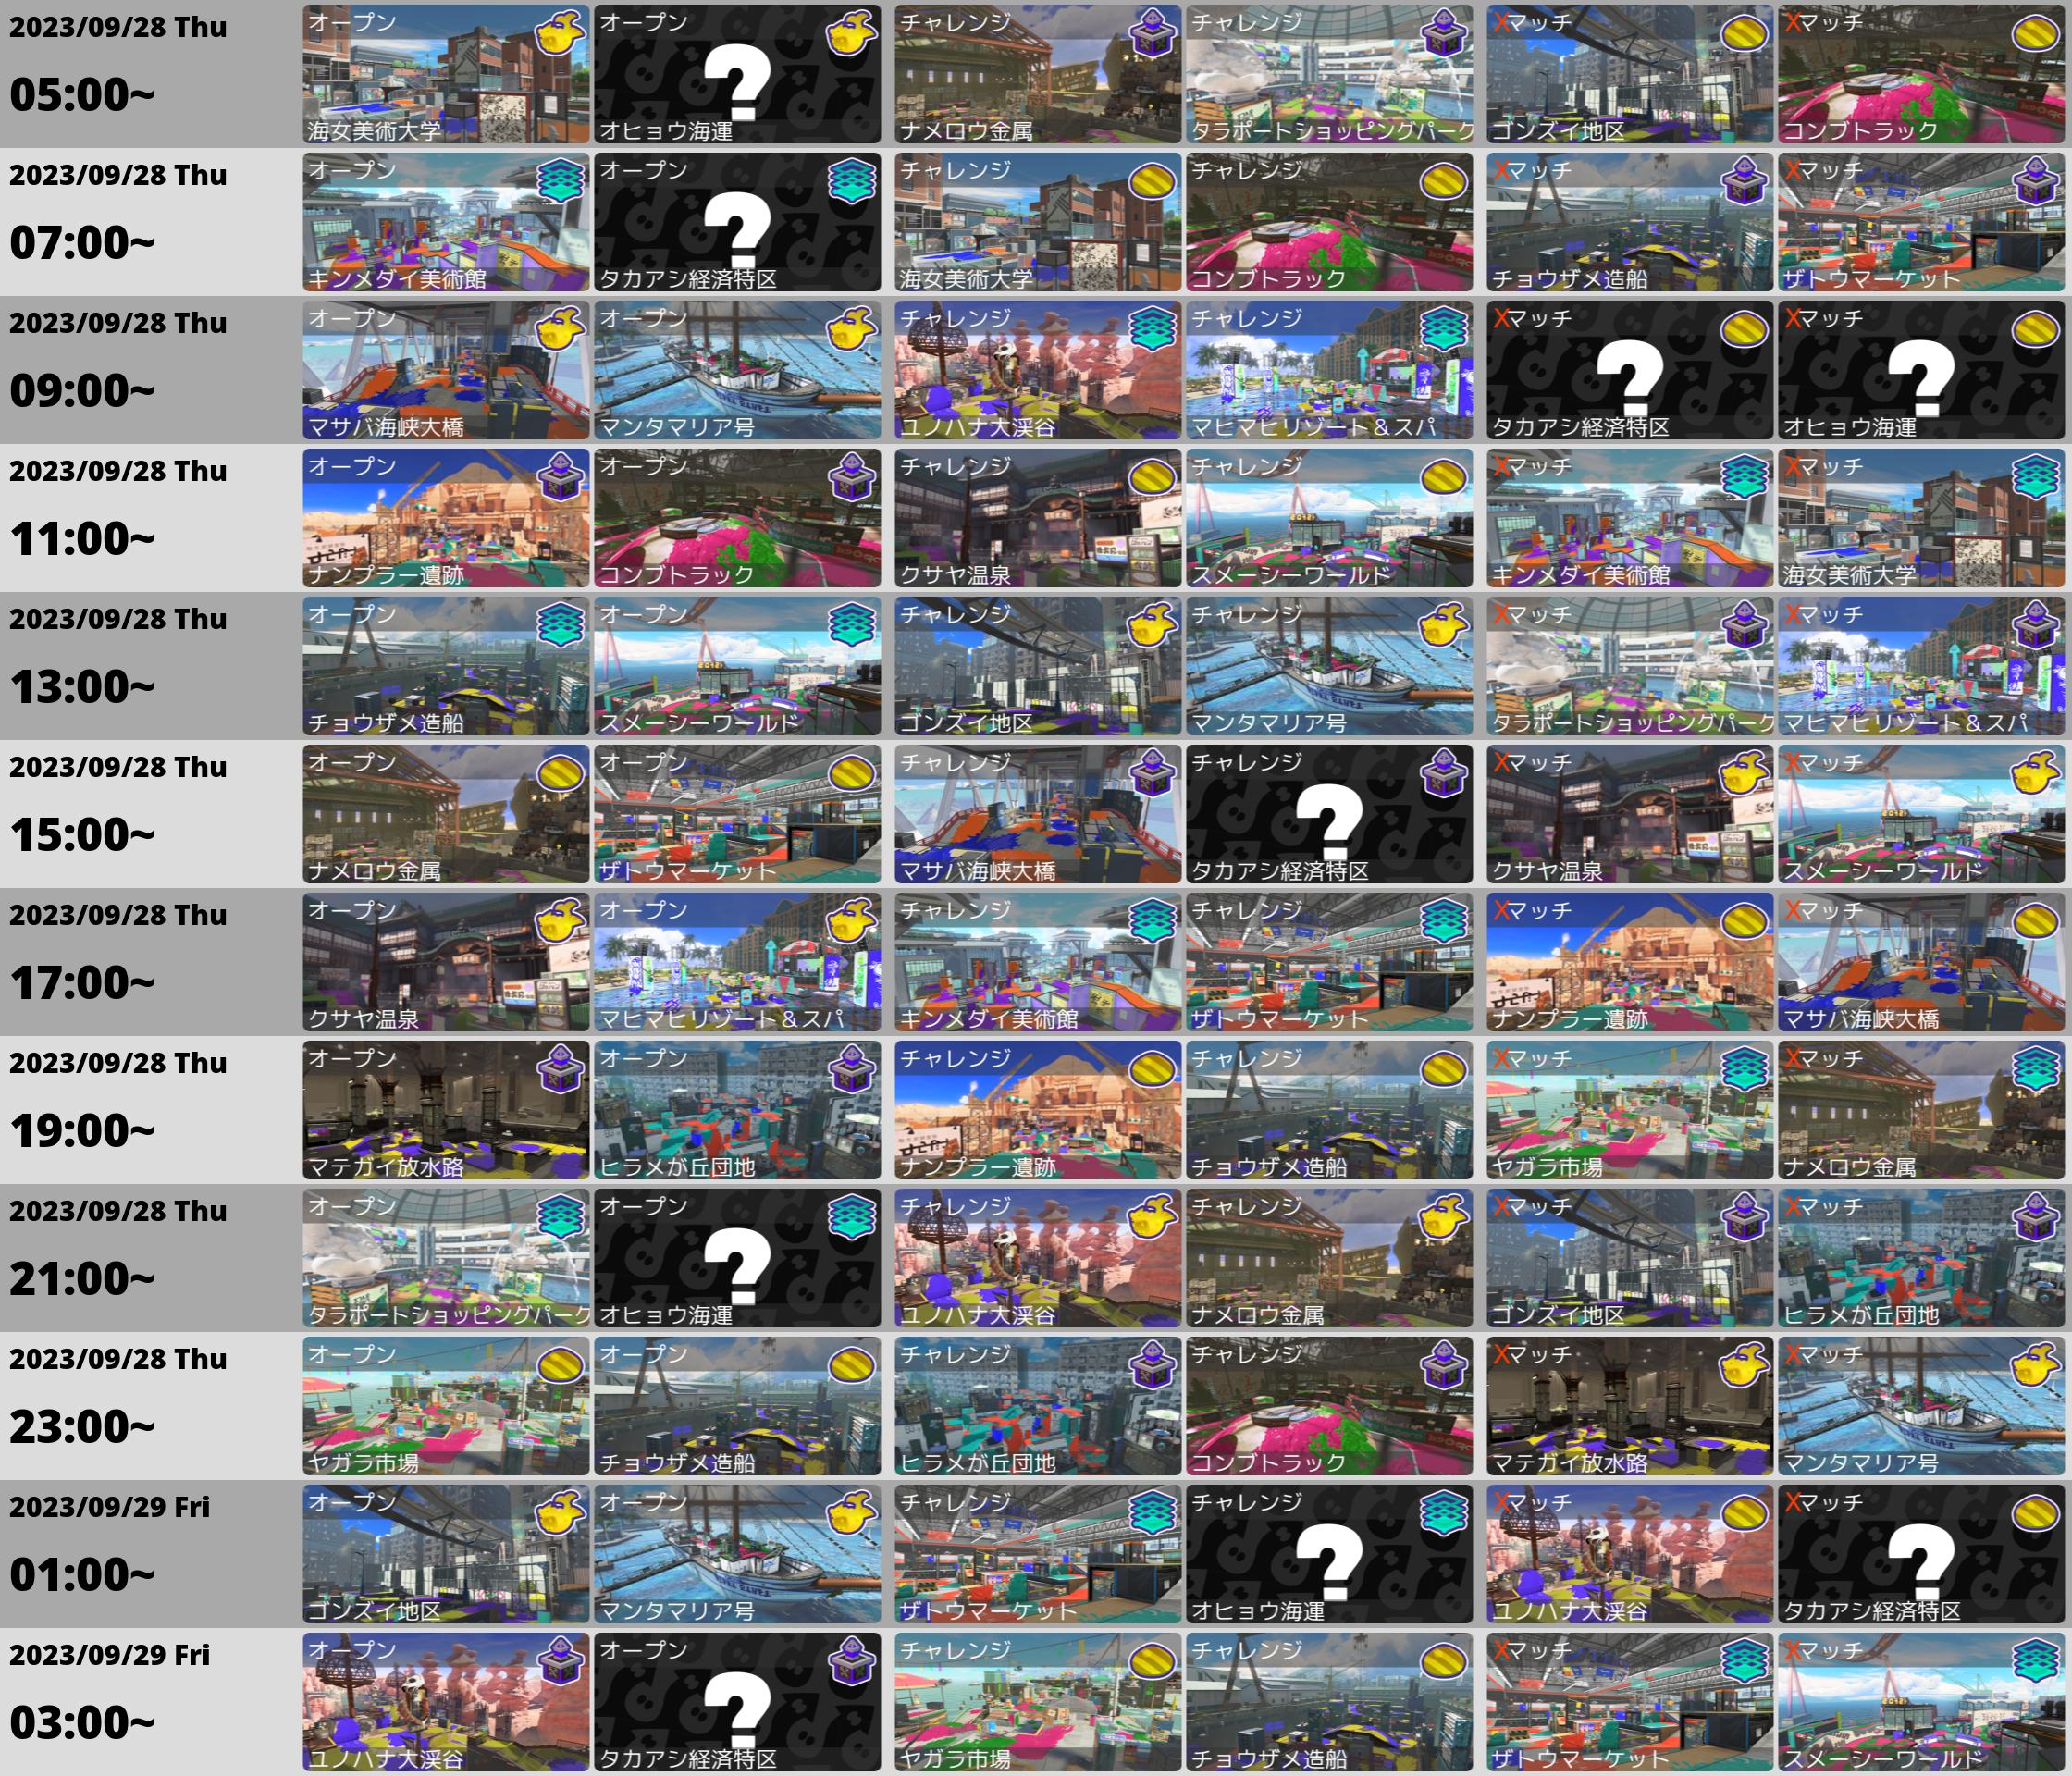 2023/09/28 Thu
05:00~
オープン
海女美術大学
オープン
オヒョウ海運
チャレンジ
ナメロウ金属
チャレンジ
タラポートショッピングパーク
Xマッチ
ゴンズイ地区
Xマッチ
コンブトラック
2023/09/28 Thu
07:00~
オープン
キンメダイ美術館
オープン
タカアシ経済特区
チャレンジ
海女美術大学
チャレンジ
コンブトラック
Xマッチ
チョウザメ造船
Xマッチ
ザトウマーケット
2023/09/28 Thu
09:00~
オープン
マサバ海峡大橋
オープン
マンタマリア号
チャレンジ
ユノハナ大渓谷
チャレンジ
マヒマヒリゾート＆スパ
Xマッチ
タカアシ経済特区
Xマッチ
オヒョウ海運
2023/09/28 Thu
11:00~
オープン
ナンプラー遺跡
オープン
コンブトラック
チャレンジ
クサヤ温泉
チャレンジ
スメーシーワールド
Xマッチ
キンメダイ美術館
Xマッチ
海女美術大学
2023/09/28 Thu
13:00~
オープン
チョウザメ造船
オープン
スメーシーワールド
チャレンジ
ゴンズイ地区
チャレンジ
マンタマリア号
Xマッチ
タラポートショッピングパーク
Xマッチ
マヒマヒリゾート＆スパ
2023/09/28 Thu
15:00~
オープン
ナメロウ金属
オープン
ザトウマーケット
チャレンジ
マサバ海峡大橋
チャレンジ
タカアシ経済特区
Xマッチ
クサヤ温泉
Xマッチ
スメーシーワールド
2023/09/28 Thu
17:00~
オープン
クサヤ温泉
オープン
マヒマヒリゾート＆スパ
チャレンジ
キンメダイ美術館
チャレンジ
ザトウマーケット
Xマッチ
ナンプラー遺跡
Xマッチ
マサバ海峡大橋
2023/09/28 Thu
19:00~
オープン
マテガイ放水路
オープン
ヒラメが丘団地
チャレンジ
ナンプラー遺跡
チャレンジ
チョウザメ造船
Xマッチ
ヤガラ市場
Xマッチ
ナメロウ金属
2023/09/28 Thu
21:00~
オープン
タラポートショッピングパーク
オープン
オヒョウ海運
チャレンジ
ユノハナ大渓谷
チャレンジ
ナメロウ金属
Xマッチ
ゴンズイ地区
Xマッチ
ヒラメが丘団地
2023/09/28 Thu
23:00~
オープン
ヤガラ市場
オープン
チョウザメ造船
チャレンジ
ヒラメが丘団地
チャレンジ
コンブトラック
Xマッチ
マテガイ放水路
Xマッチ
マンタマリア号
2023/09/29 Fri
01:00~
オープン
ゴンズイ地区
オープン
マンタマリア号
チャレンジ
ザトウマーケット
チャレンジ
オヒョウ海運
Xマッチ
ユノハナ大渓谷
Xマッチ
タカアシ経済特区
2023/09/29 Fri
03:00~
オープン
ユノハナ大渓谷
オープン
タカアシ経済特区
チャレンジ
ヤガラ市場
チャレンジ
チョウザメ造船
Xマッチ
ザトウマーケット
Xマッチ
スメーシーワールド